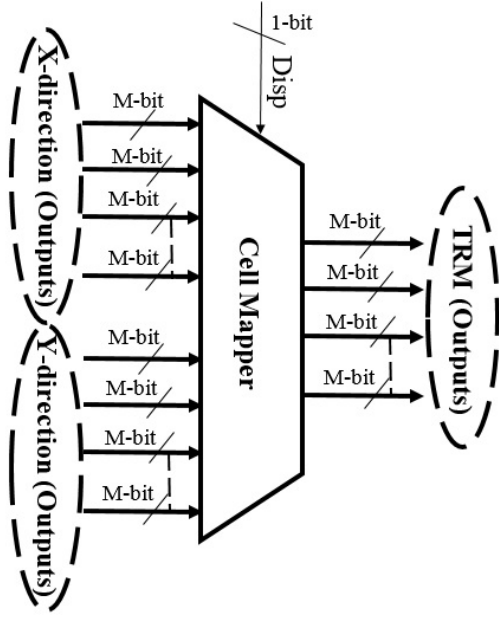 1-bit
Disp
X-direction (Outputs)
M-bit
M-bit
M-bit
M-bit
Y-direction (Outputs)
M-bit
M-bit
M-bit
M-bit
Cell Mapper
M-bit
M-bit
M-bit
M-bit
TRM (Outputs)